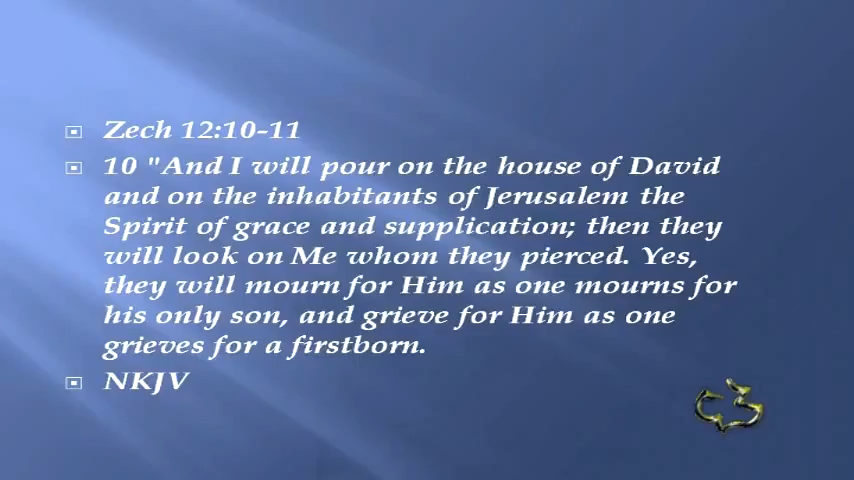 Zech 12:10-11
10 "And I will pour on the house of David
and on the inhabitants of Jerusalem the
Spirit of grace and supplication; then they
will look on Me whom they pierced. Yes,
they will mourn for Him as one mourns for
his only son, and grieve for Him as one
grieves for a firstborn.
NKJV